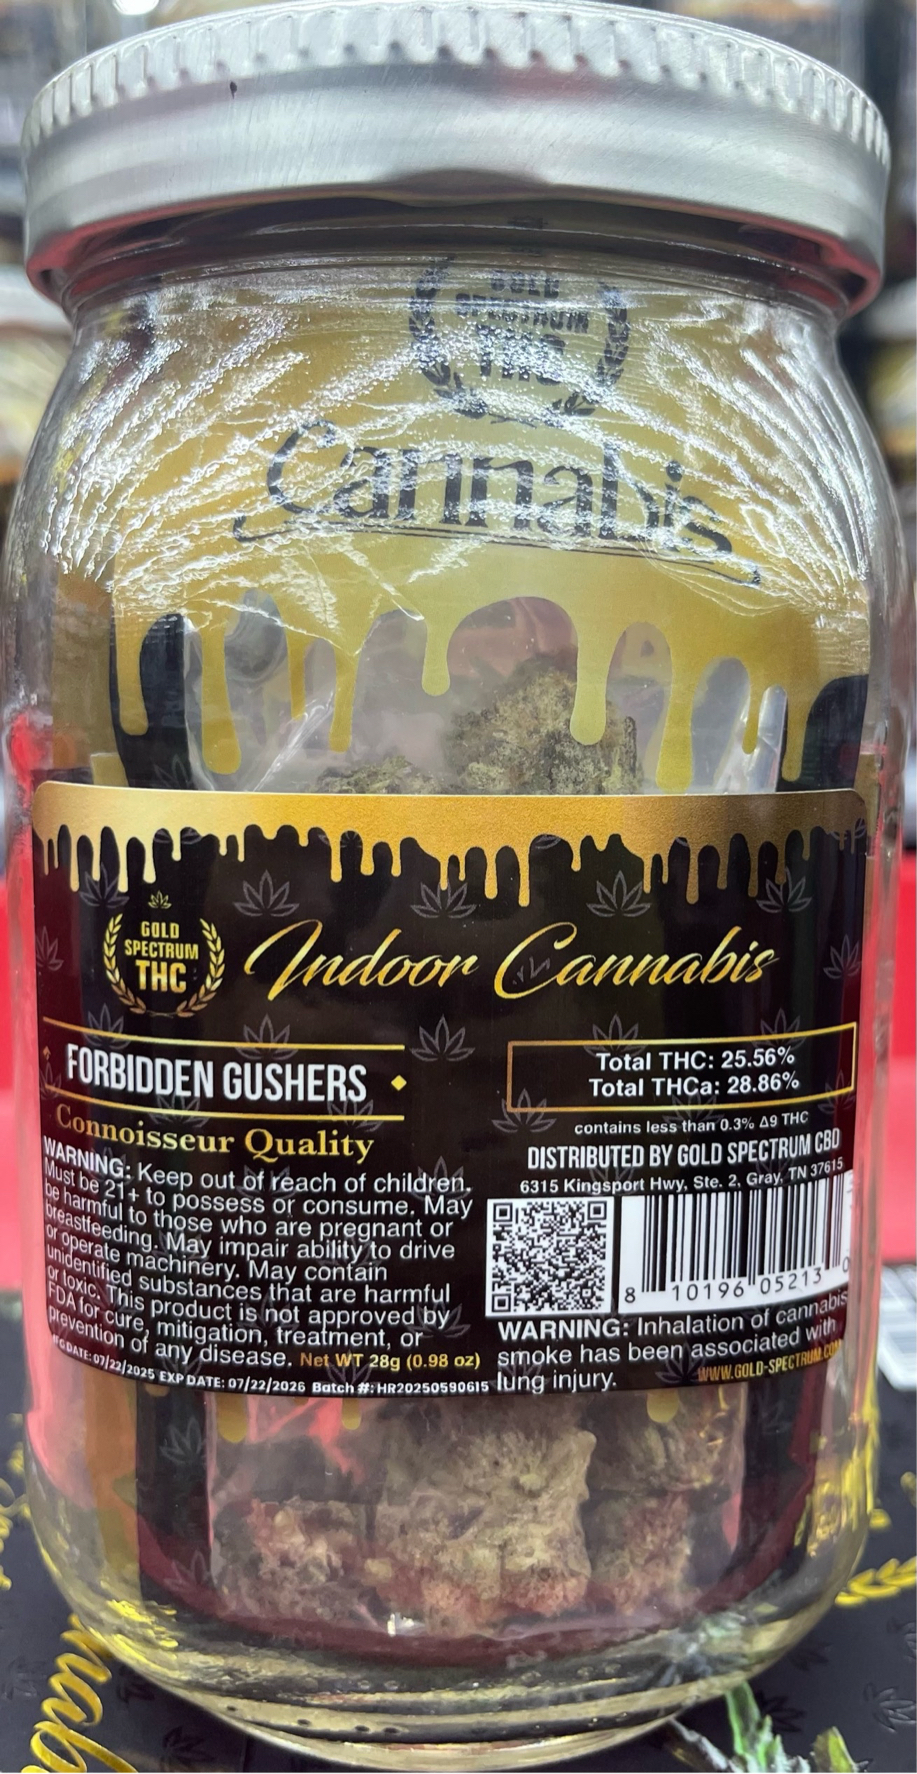 GOLD
SPECTRUM
THC
Cannabis
GOLD
SPECTRUM
THC
Indoor Cannabis
FORBIDDEN GUSHERS
Connoisseur Quality
WARNING: Keep out of reach of children.
Must be 21+ to possess or consume. May
be harmful to those who are pregnant or
breastfeeding. May impair ability to drive
or operate machinery. May contain
unidentified substances that are harmful
or toxic. This product is not approved by
FDA for cure, mitigation, treatment, or
prevention of any disease. Net WT 28g (0.98 oz)
DATE: 07/22/2025 EXP DATE: 07/22/2026 Batch #: HR20250590615
Total THC: 25.56%
Total THCa: 28.86%
contains less than 0.3% Δ9 THC
DISTRIBUTED BY GOLD SPECTRUM CBD
6315 Kingsport Hwy, Ste. 2, Gray, TN 37615
8 10196 05213 0
WARNING: Inhalation of cannabis
smoke has been associated with
lung injury.
WWW.GOLD-SPECTRUM.COM